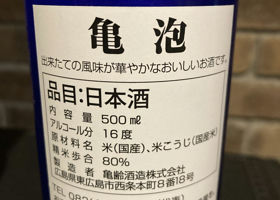 亀泡
出来たての風味が華やかなおいしいお酒です。
品目:日本酒
内容量 500㎖
アルコール分 16度
原材料名 米(国産)、米こうじ(国産米)
精米歩合 80%
製造者 亀齢酒造株式会社
広島県東広島市西条本町8番18号